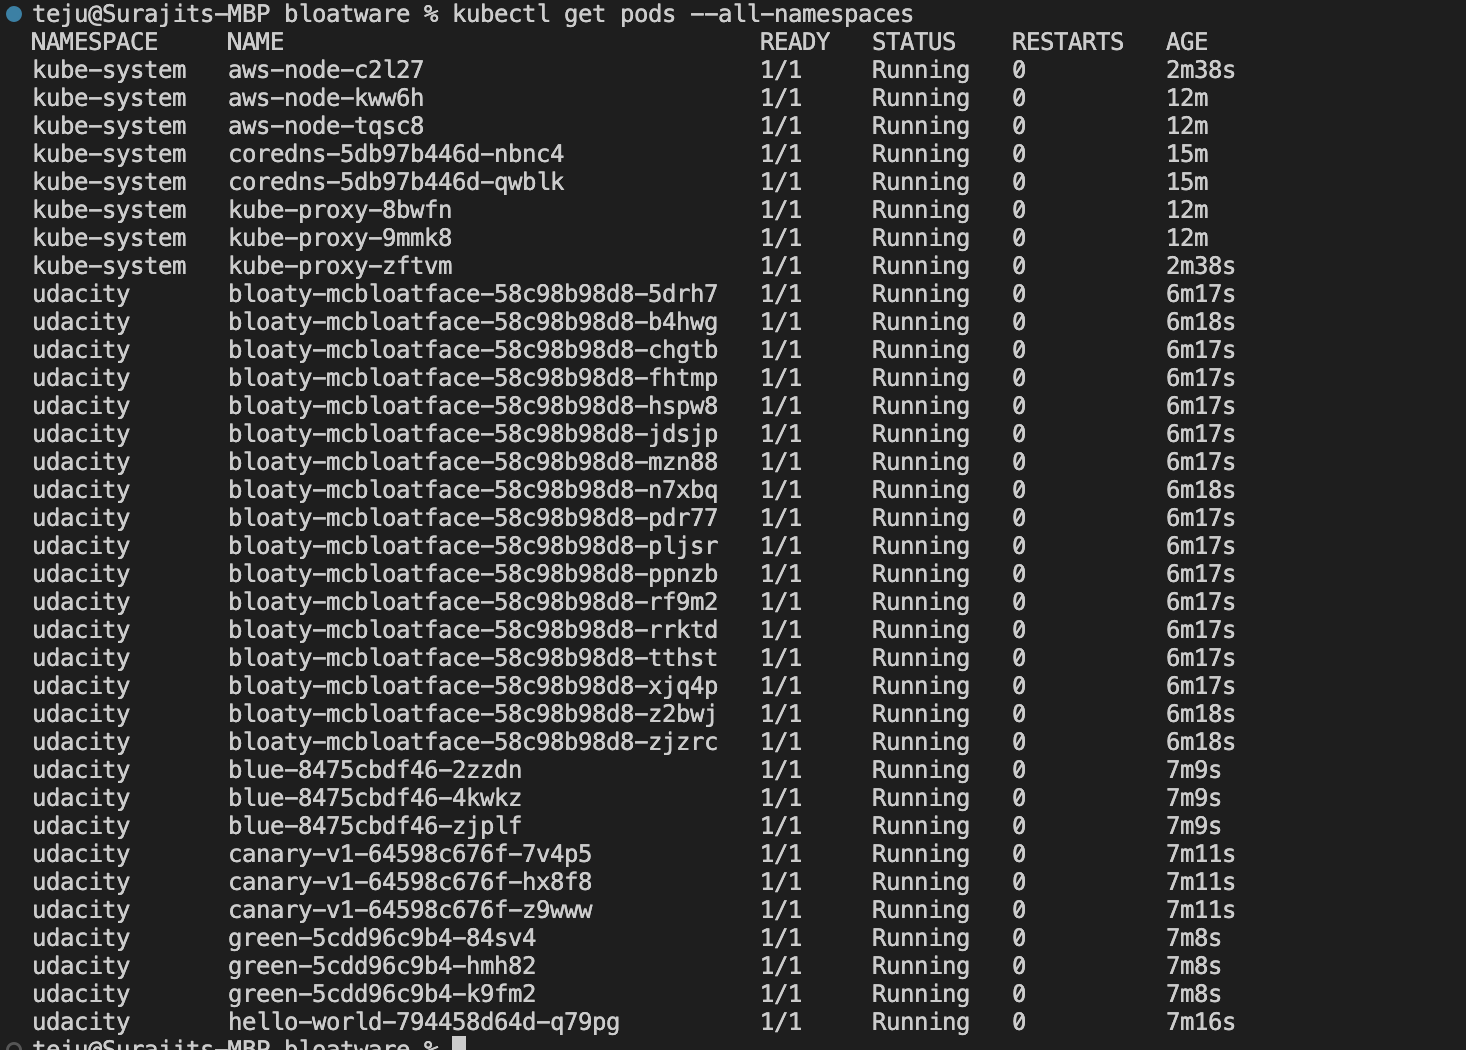 teju@Surajits-MBP bloatware % kubectl get pods --all-namespaces
NAMESPACE NAME READY STATUS RESTARTS AGE
kube-system aws-node-c2l27 1/1 Running 0 2m38s
kube-system aws-node-kww6h 1/1 Running 0 12m
kube-system aws-node-tqsc8 1/1 Running 0 12m
kube-system coredns-5db97b446d-nbnc4 1/1 Running 0 15m
kube-system coredns-5db97b446d-qwblk 1/1 Running 0 15m
kube-system kube-proxy-8bwfn 1/1 Running 0 12m
kube-system kube-proxy-9mmk8 1/1 Running 0 12m
kube-system kube-proxy-zftvm 1/1 Running 0 2m38s
udacity bloaty-mcbloatface-58c98b98d8-5drh7 1/1 Running 0 6m17s
udacity bloaty-mcbloatface-58c98b98d8-b4hwg 1/1 Running 0 6m18s
udacity bloaty-mcbloatface-58c98b98d8-chgtb 1/1 Running 0 6m17s
udacity bloaty-mcbloatface-58c98b98d8-fhtmp 1/1 Running 0 6m17s
udacity bloaty-mcbloatface-58c98b98d8-hspw8 1/1 Running 0 6m17s
udacity bloaty-mcbloatface-58c98b98d8-jdsjp 1/1 Running 0 6m17s
udacity bloaty-mcbloatface-58c98b98d8-mzn88 1/1 Running 0 6m17s
udacity bloaty-mcbloatface-58c98b98d8-n7xbq 1/1 Running 0 6m18s
udacity bloaty-mcbloatface-58c98b98d8-pdr77 1/1 Running 0 6m17s
udacity bloaty-mcbloatface-58c98b98d8-pljsr 1/1 Running 0 6m17s
udacity bloaty-mcbloatface-58c98b98d8-ppnzb 1/1 Running 0 6m17s
udacity bloaty-mcbloatface-58c98b98d8-rf9m2 1/1 Running 0 6m17s
udacity bloaty-mcbloatface-58c98b98d8-rrktd 1/1 Running 0 6m17s
udacity bloaty-mcbloatface-58c98b98d8-tthst 1/1 Running 0 6m17s
udacity bloaty-mcbloatface-58c98b98d8-xjq4p 1/1 Running 0 6m17s
udacity bloaty-mcbloatface-58c98b98d8-z2bwj 1/1 Running 0 6m18s
udacity bloaty-mcbloatface-58c98b98d8-zjzrc 1/1 Running 0 6m18s
udacity blue-8475cbdf46-2zzdn 1/1 Running 0 7m9s
udacity blue-8475cbdf46-4kwkz 1/1 Running 0 7m9s
udacity blue-8475cbdf46-zjplf 1/1 Running 0 7m9s
udacity canary-v1-64598c676f-7v4p5 1/1 Running 0 7m11s
udacity canary-v1-64598c676f-hx8f8 1/1 Running 0 7m11s
udacity canary-v1-64598c676f-z9www 1/1 Running 0 7m11s
udacity green-5cdd96c9b4-84sv4 1/1 Running 0 7m8s
udacity green-5cdd96c9b4-hmh82 1/1 Running 0 7m8s
udacity green-5cdd96c9b4-k9fm2 1/1 Running 0 7m8s
udacity hello-world-794458d64d-q79pg 1/1 Running 0 7m16s
teju@Surajits-MBP bloatware %